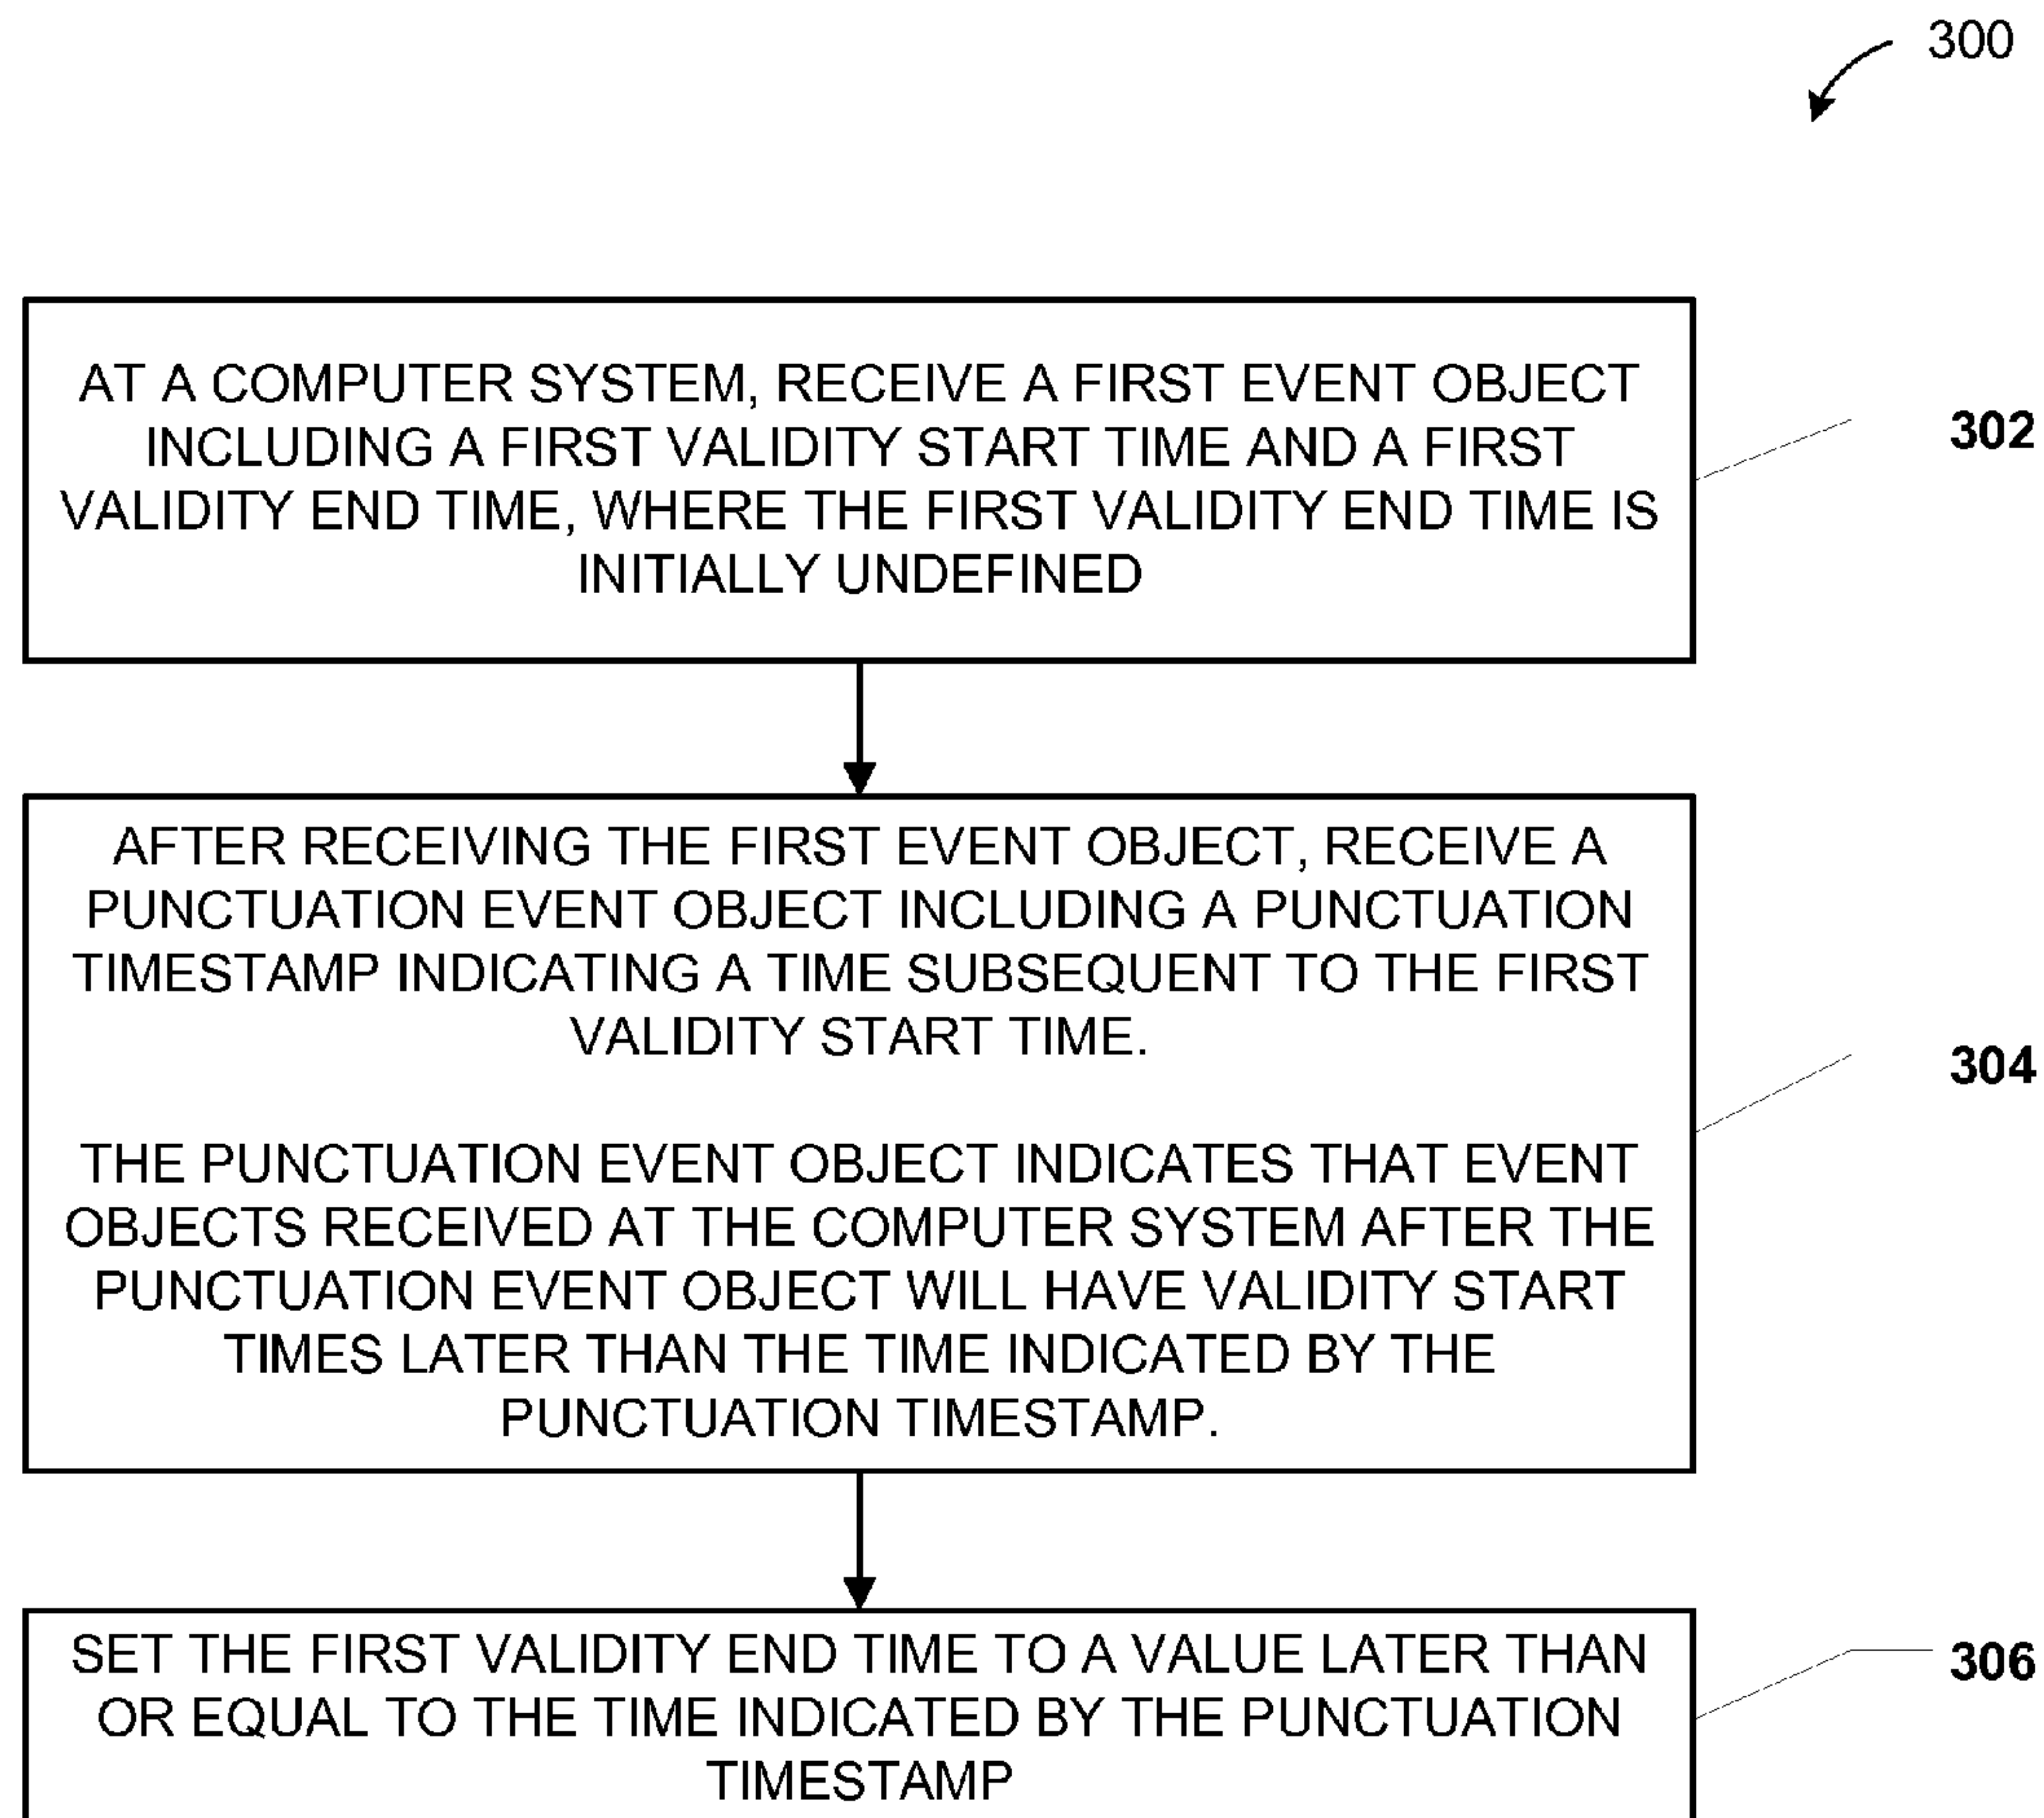 300
AT A COMPUTER SYSTEM, RECEIVE A FIRST EVENT OBJECT
INCLUDING A FIRST VALIDITY START TIME AND A FIRST
VALIDITY END TIME, WHERE THE FIRST VALIDITY END TIME IS
INITIALLY UNDEFINED
302
AFTER RECEIVING THE FIRST EVENT OBJECT, RECEIVE A
PUNCTUATION EVENT OBJECT INCLUDING A PUNCTUATION
TIMESTAMP INDICATING A TIME SUBSEQUENT TO THE FIRST
VALIDITY START TIME.
THE PUNCTUATION EVENT OBJECT INDICATES THAT EVENT
OBJECTS RECEIVED AT THE COMPUTER SYSTEM AFTER THE
PUNCTUATION EVENT OBJECT WILL HAVE VALIDITY START
TIMES LATER THAN THE TIME INDICATED BY THE
PUNCTUATION TIMESTAMP.
304
SET THE FIRST VALIDITY END TIME TO A VALUE LATER THAN
OR EQUAL TO THE TIME INDICATED BY THE PUNCTUATION
TIMESTAMP
306